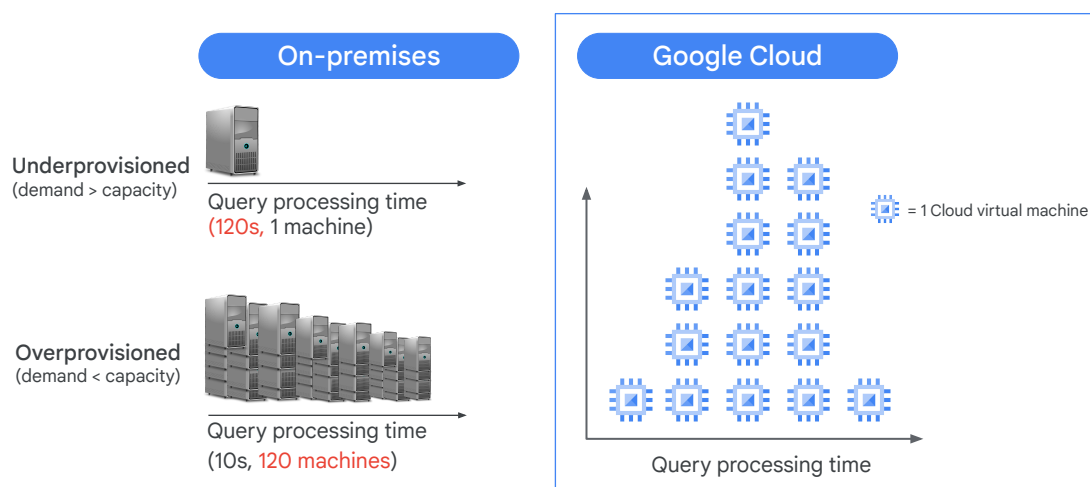 On-premises
Underprovisioned
(demand > capacity)
Query processing time
(120s, 1 machine)
Overprovisioned
(demand < capacity)
Query processing time
(10s, 120 machines)
Google Cloud
= 1 Cloud virtual machine
Query processing time